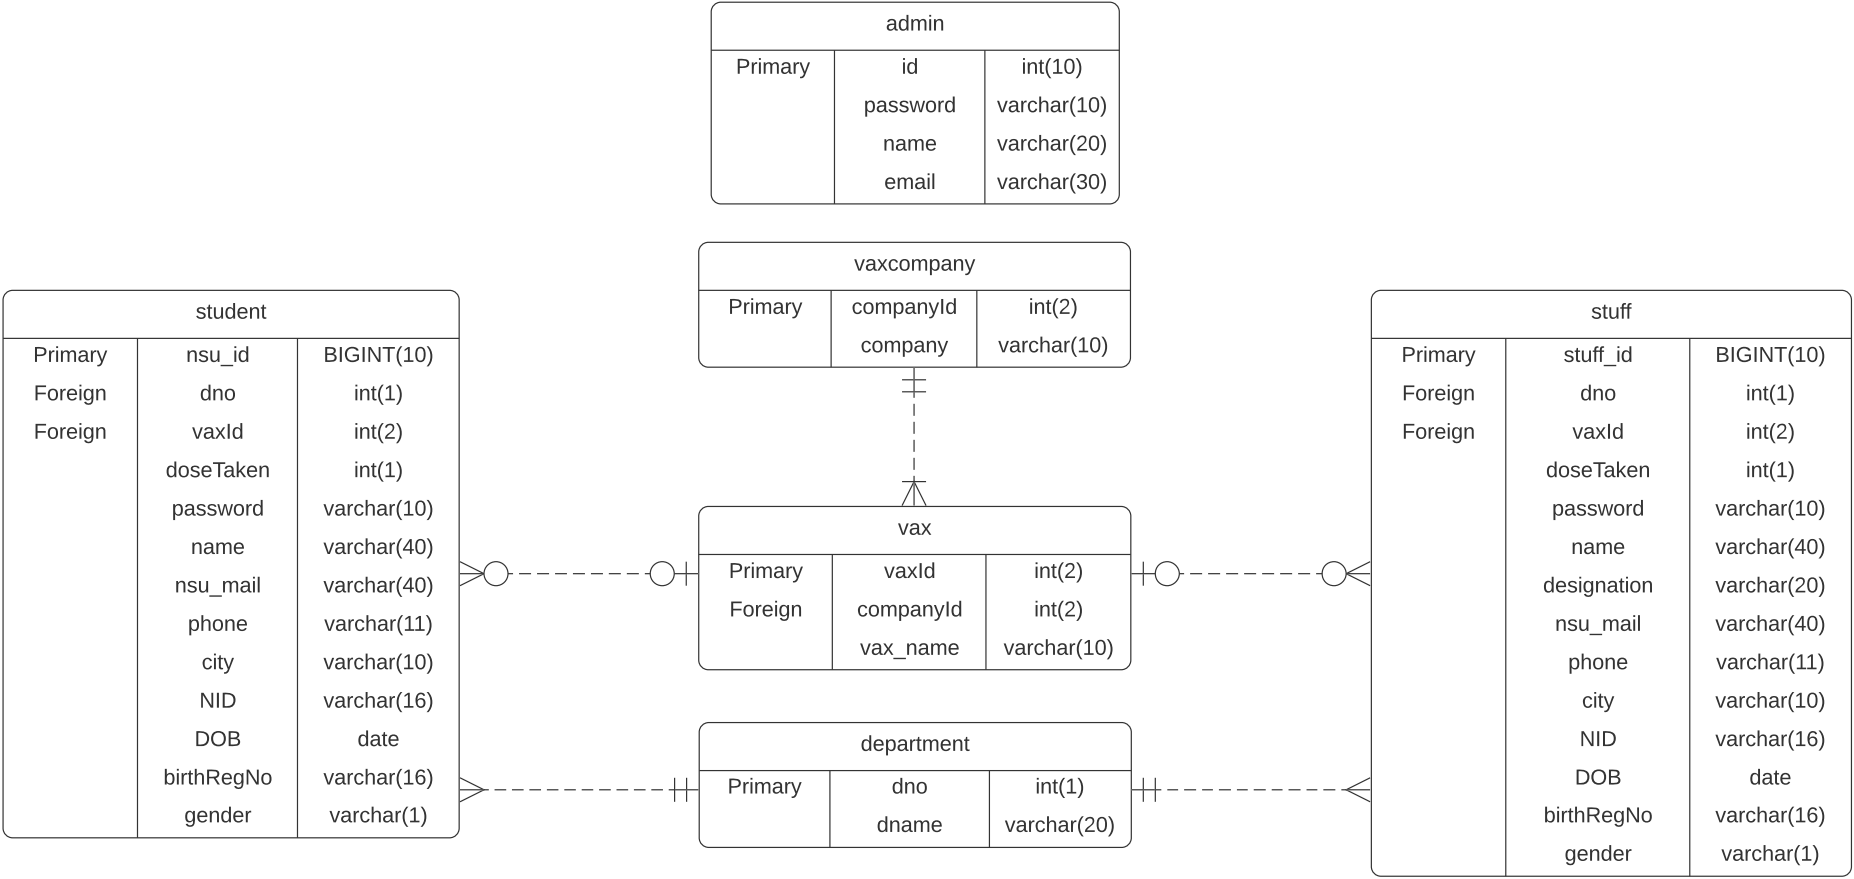 admin
Primary id int(10)
password varchar(10)
name varchar(20)
email varchar(30)
vaxcompany
Primary companyId int(2)
company varchar(10)
student
Primary nsu_id BIGINT(10)
Foreign dno int(1)
Foreign vaxId int(2)
doseTaken int(1)
password varchar(10)
name varchar(40)
nsu_mail varchar(40)
phone varchar(11)
city varchar(10)
NID varchar(16)
DOB date
birthRegNo varchar(16)
gender varchar(1)
vax
Primary vaxId int(2)
Foreign companyId int(2)
vax_name varchar(10)
department
Primary dno int(1)
dname varchar(20)
stuff
Primary stuff_id BIGINT(10)
Foreign dno int(1)
Foreign vaxId int(2)
doseTaken int(1)
password varchar(10)
name varchar(40)
designation varchar(20)
nsu_mail varchar(40)
phone varchar(11)
city varchar(10)
NID varchar(16)
DOB date
birthRegNo varchar(16)
gender varchar(1)